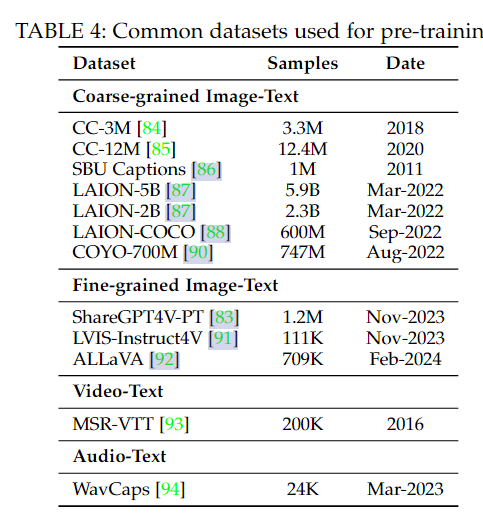 TABLE 4: Common datasets used for pre-trainin
Dataset Samples Date
Coarse-grained Image-Text
CC-3M [84] 3.3M 2018
CC-12M [85] 12.4M 2020
SBU Captions [86] 1M 2011
LAION-5B [87] 5.9B Mar-2022
LAION-2B [87] 2.3B Mar-2022
LAION-COCO [88] 600M Sep-2022
COYO-700M [90] 747M Aug-2022
Fine-grained Image-Text
ShareGPT4V-PT [83] 1.2M Nov-2023
LVIS-Instruct4V [91] 111K Nov-2023
ALLaVA [92] 709K Feb-2024
Video-Text
MSR-VTT [93] 200K 2016
Audio-Text
WavCaps [94] 24K Mar-2023